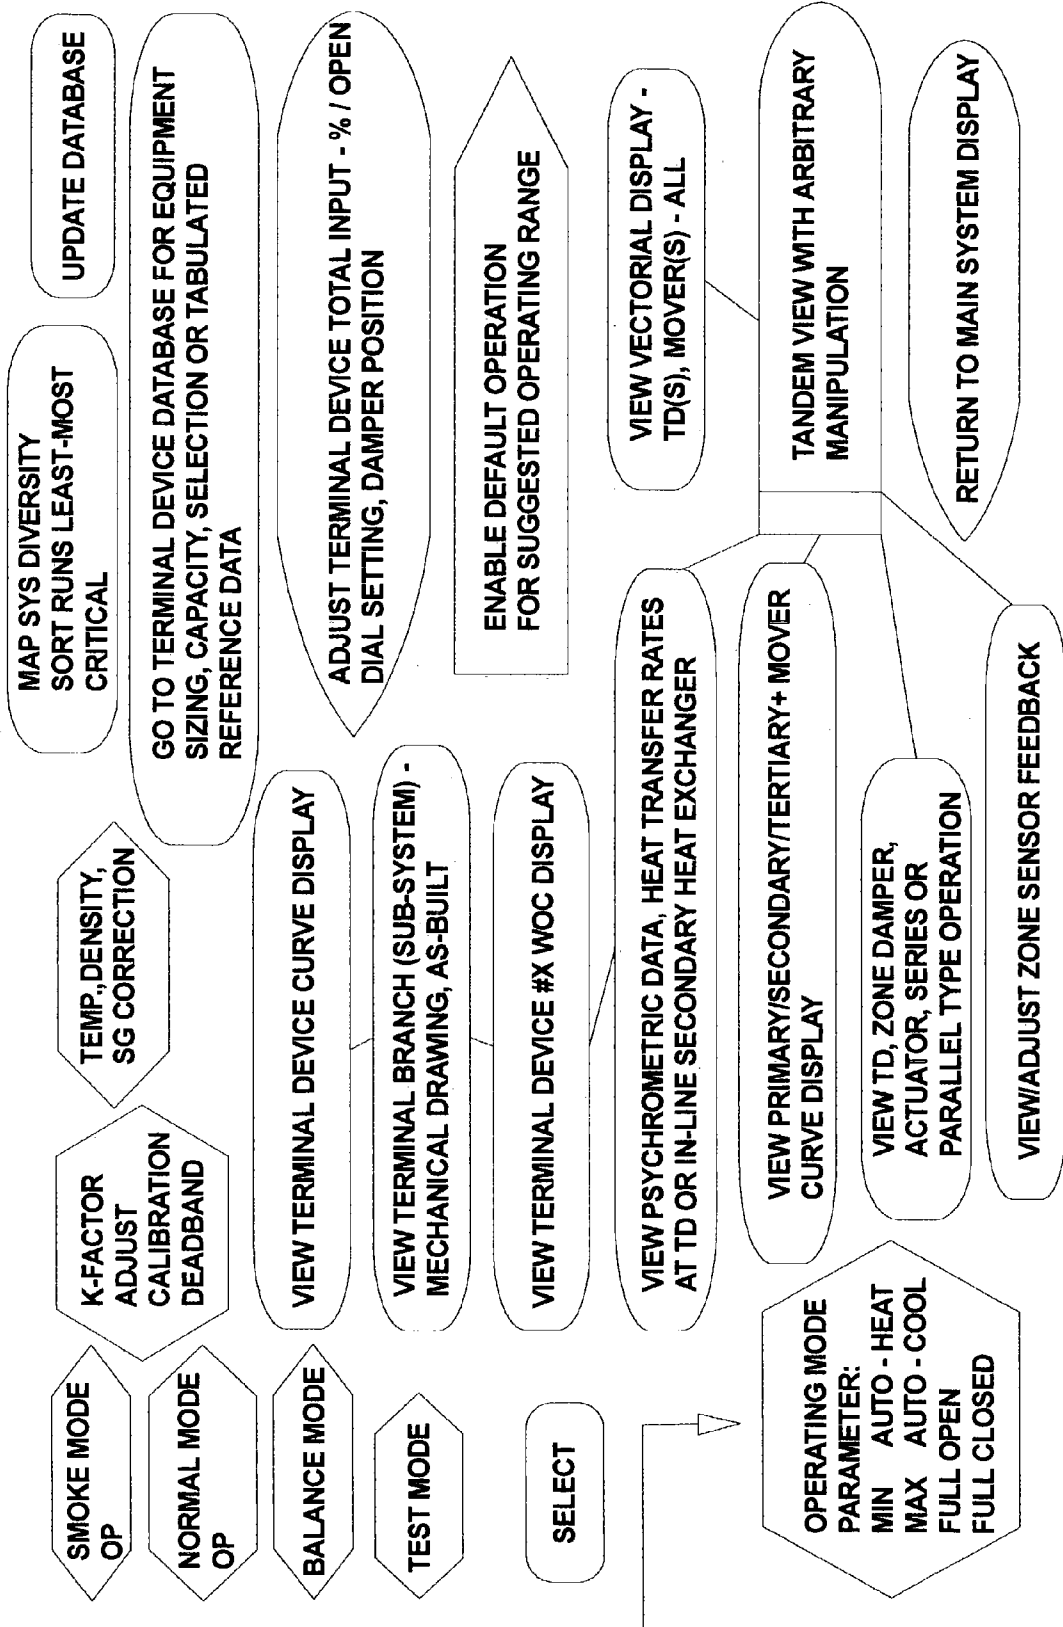 SMOKE MODE
OP
NORMAL MODE
OP
BALANCE MODE
TEST MODE
SELECT
OPERATING MODE
PARAMETER:
MIN AUTO - HEAT
MAX AUTO - COOL
FULL OPEN
FULL CLOSED
K-FACTOR
ADJUST
CALIBRATION
DEADBAND
TEMP.,DENSITY,
SG CORRECTION
MAP SYS DIVERSITY
SORT RUNS LEAST-MOST
CRITICAL
UPDATE DATABASE
GO TO TERMINAL DEVICE DATABASE FOR EQUIPMENT
SIZING, CAPACITY, SELECTION OR TABULATED
REFERENCE DATA
VIEW TERMINAL DEVICE CURVE DISPLAY
ADJUST TERMINAL DEVICE TOTAL INPUT - % / OPEN
DIAL SETTING, DAMPER POSITION
VIEW TERMINAL BRANCH (SUB-SYSTEM) -
MECHANICAL DRAWING, AS-BUILT
ENABLE DEFAULT OPERATION
FOR SUGGESTED OPERATING RANGE
VIEW TERMINAL DEVICE #X WOC DISPLAY
VIEW PSYCHROMETRIC DATA, HEAT TRANSFER RATES
AT TD OR IN-LINE SECONDARY HEAT EXCHANGER
VIEW VECTORIAL DISPLAY -
TD(S), MOVER(S) - ALL
VIEW PRIMARY/SECONDARY/TERTIARY+ MOVER
CURVE DISPLAY
TANDEM VIEW WITH ARBITRARY
MANIPULATION
VIEW TD, ZONE DAMPER,
ACTUATOR, SERIES OR
PARALLEL TYPE OPERATION
RETURN TO MAIN SYSTEM DISPLAY
VIEW/ADJUST ZONE SENSOR FEEDBACK